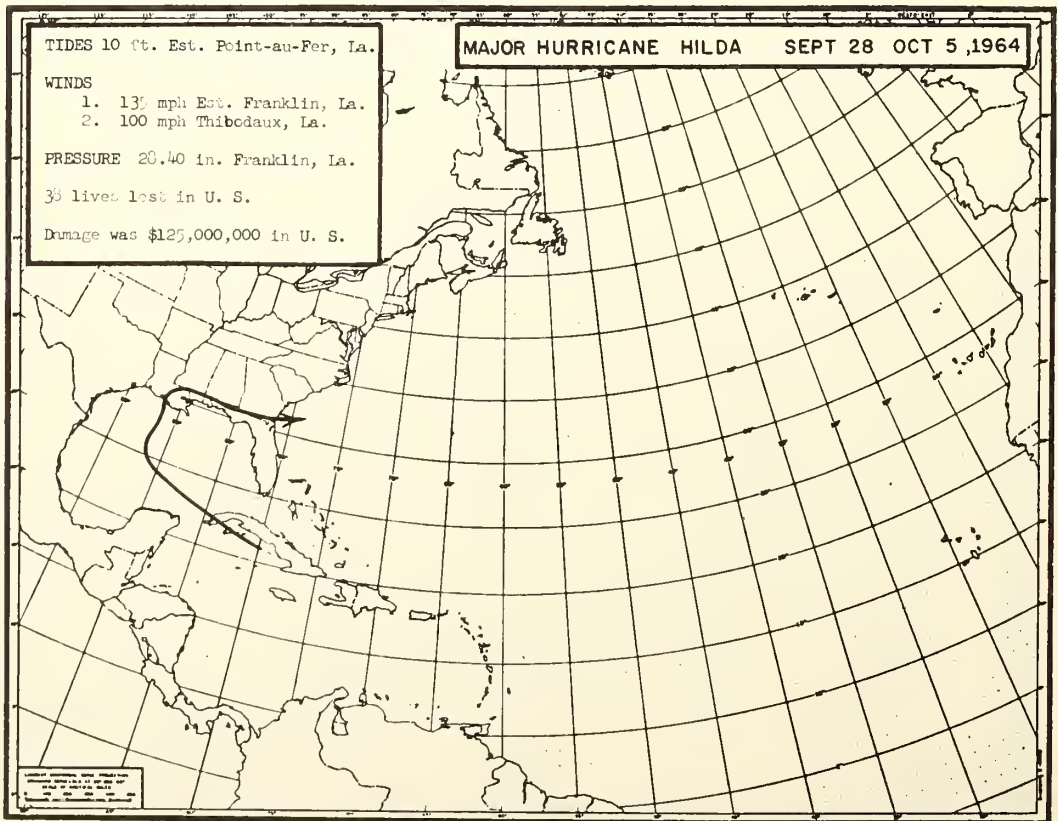 TIDES 10 ft. Est. Point-au-Fer, La.
WINDS
1. 135 mph Est. Franklin, La.
2. 100 mph Thibodaux, La.
PRESSURE 28.40 in. Franklin, La.
38 lives lost in U. S.
Damage was $125,000,000 in U. S.
MAJOR HURRICANE HILDA SEPT 28 OCT 5, 1964